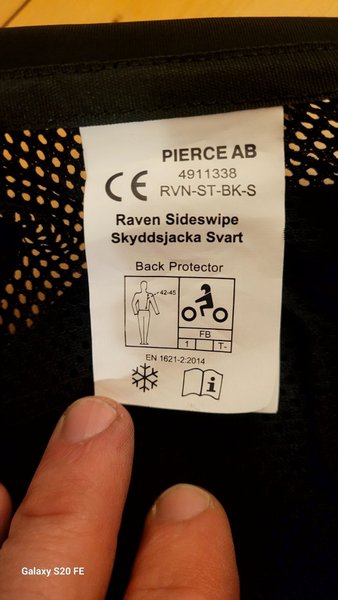 PIERCE AB
4911338
CE RVN-ST-BK-S
Raven Sideswipe
Skyddsjacka Svart
Back Protector
42-45
FB
1 T-
EN 1621-2:2014
i
Galaxy S20 FE